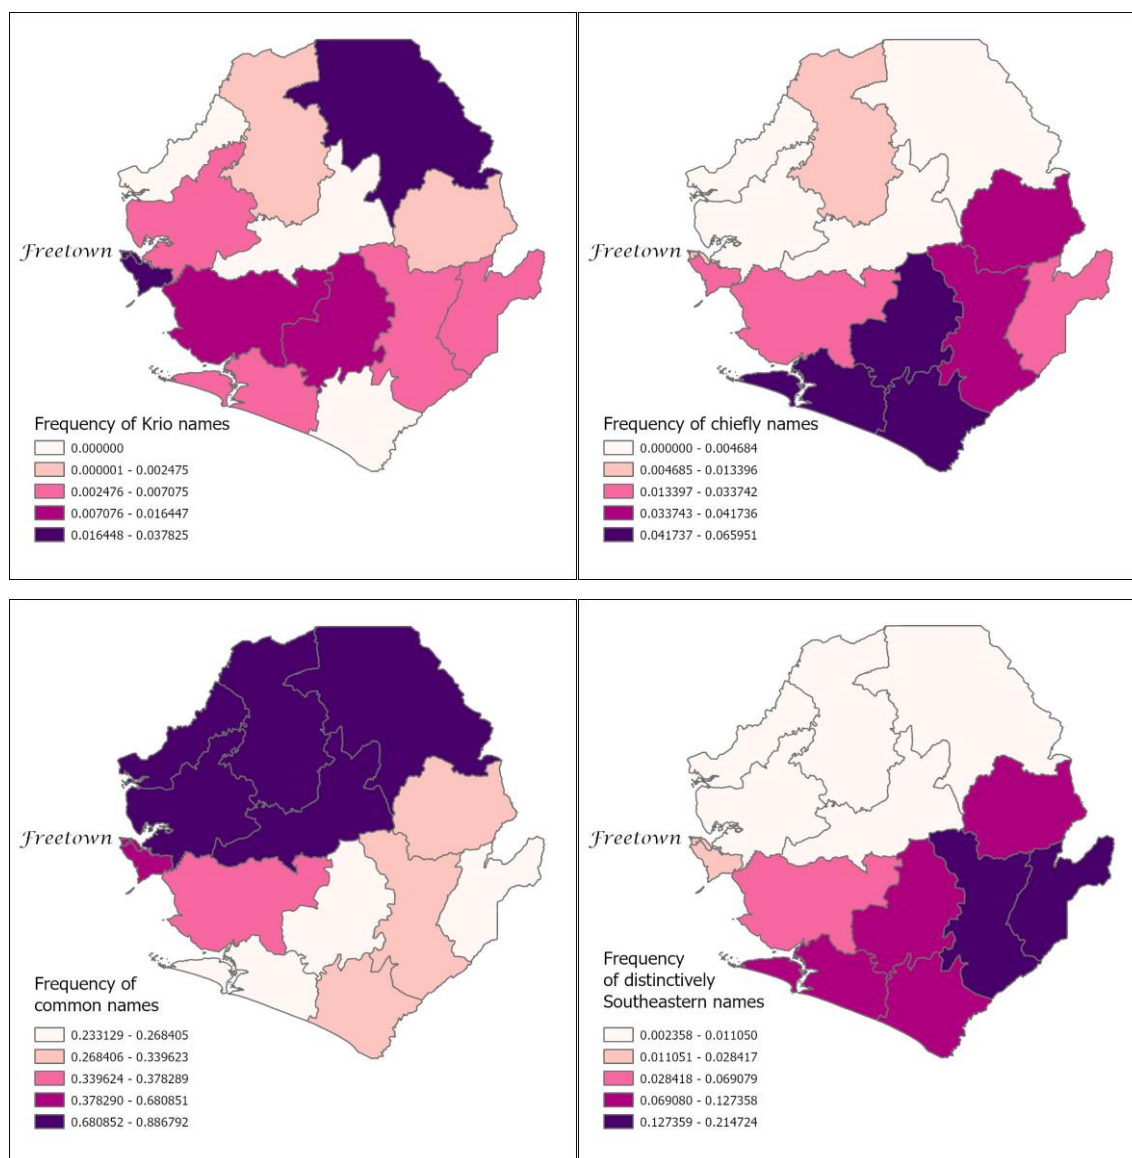 Freetown
Frequency of Krio names
0.000000
0.000001 - 0.002475
0.002476 - 0.007075
0.007076 - 0.016447
0.016448 - 0.037825
Freetown
Frequency of chiefly names
0.000000 - 0.004684
0.004685 - 0.013396
0.013397 - 0.033742
0.033743 - 0.041736
0.041737 - 0.065951
Freetown
Frequency of
common names
0.233129 - 0.268405
0.268406 - 0.339623
0.339624 - 0.378289
0.378290 - 0.680851
0.680852 - 0.886792
Freetown
Frequency
of distinctively
Southeastern names
0.002358 - 0.011050
0.011051 - 0.028417
0.028418 - 0.069079
0.069080 - 0.127358
0.127359 - 0.214724